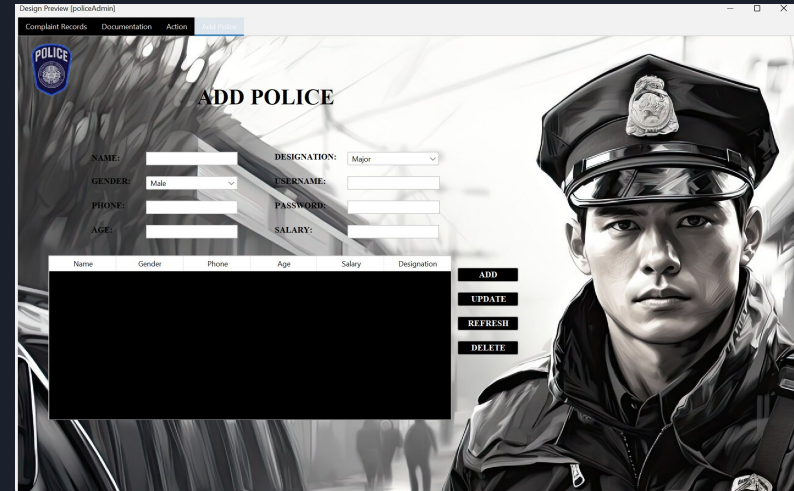 Design Preview [policeAdmin]
Complaint Records Documentation Action Add Police
POLICE
ADD POLICE
NAME: DESIGNATION: Major
GENDER: Male USERNAME:
PHONE: PASSWORD:
AGE: SALARY:
Name Gender Phone Age Salary Designation
ADD
UPDATE
REFRESH
DELETE